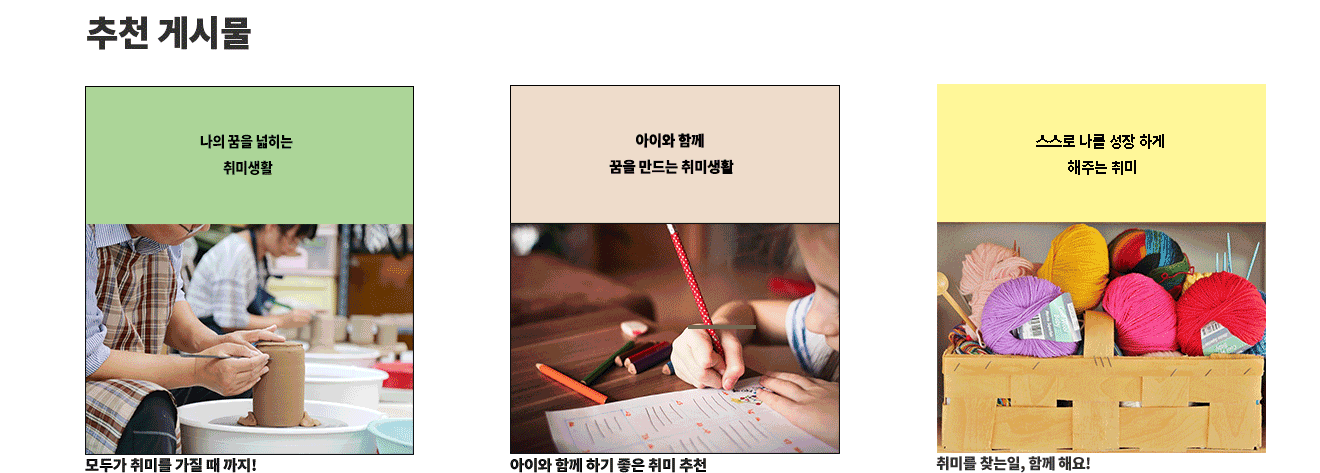 추천 게시물
나의 꿈을 넓히는
취미생활
아이와 함께
꿈을 만드는 취미생활
스스로 나를 성장 하게
해주는 취미
모두가 취미를 가질 때 까지!
아이와 함께 하기 좋은 취미 추천
취미를 찾는일, 함께 해요!